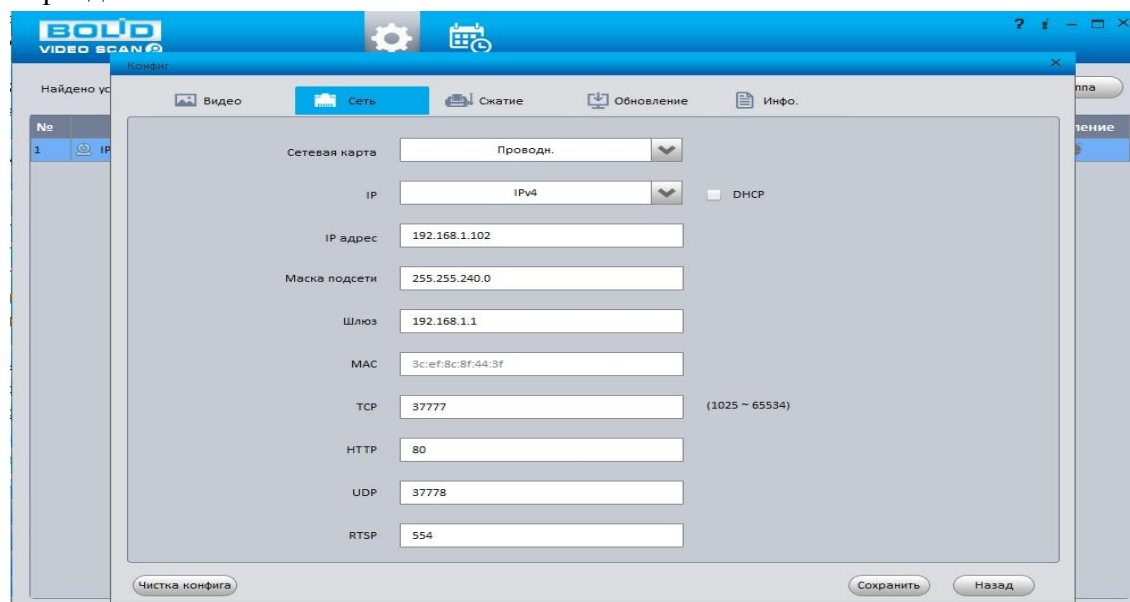 BOLID
VIDEO SCAN
? i
Конфиг
Найдено ус
ппа
Видео Сеть Сжатие Обновление Инфо.
№ ление
1 IP
Сетевая карта Проводн.
IP IPv4 DHCP
IP адрес 192.168.1.102
Маска подсети 255.255.240.0
Шлюз 192.168.1.1
MAC 3c:ef:8c:8f:44:3f
TCP 37777 (1025 ~ 65534)
HTTP 80
UDP 37778
RTSP 554
Чистка конфига Сохранить Назад